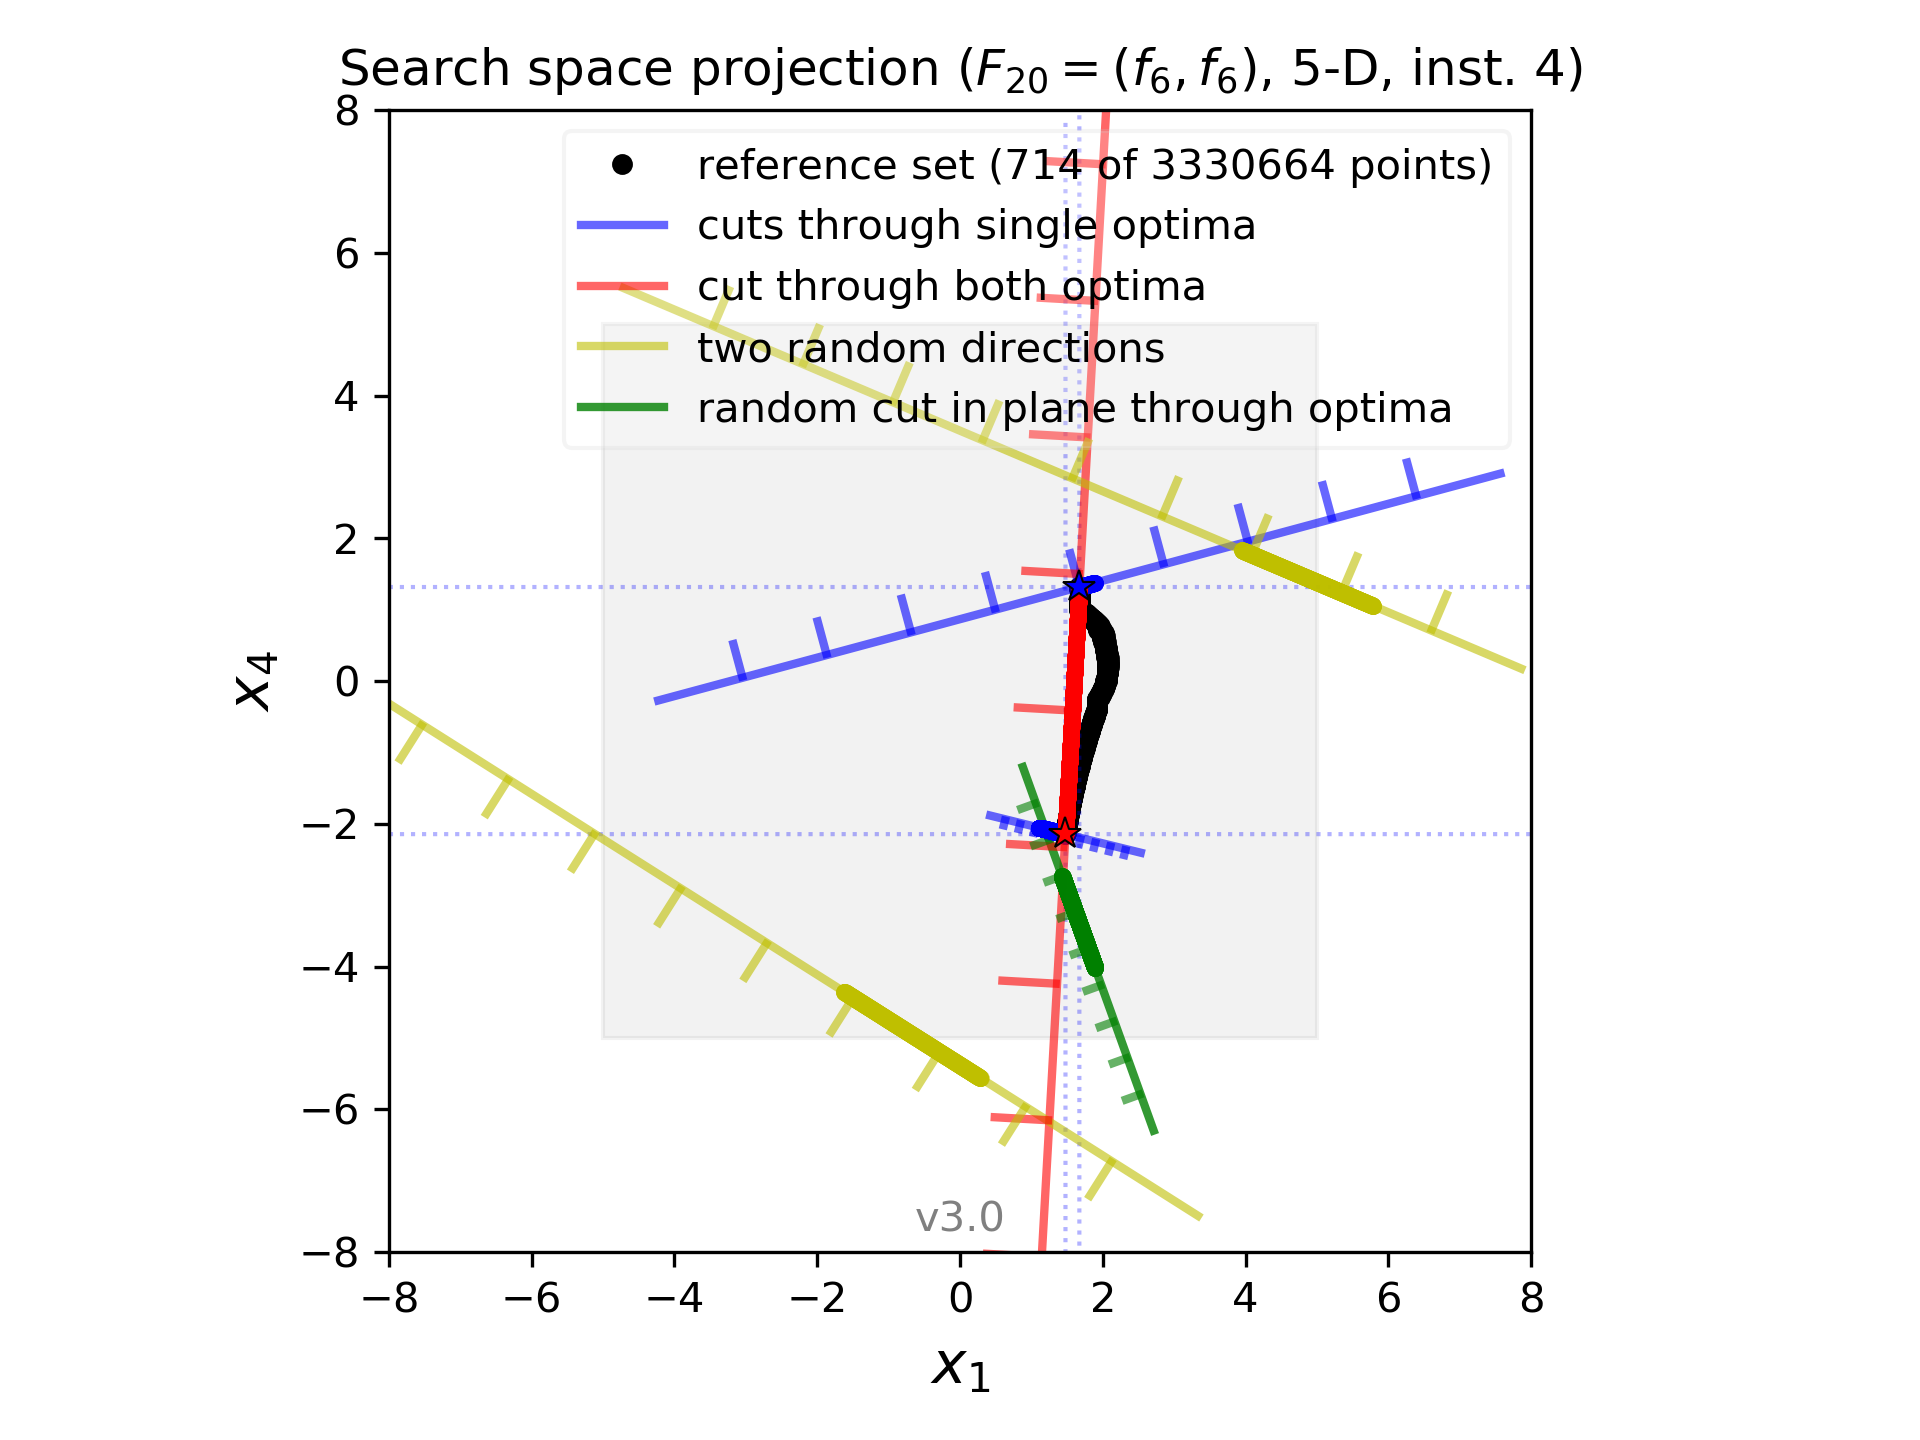 Search space projection (F₂₀ = (f₆, f₆), 5-D, inst. 4)
reference set (714 of 3330664 points)
cuts through single optima
cut through both optima
two random directions
random cut in plane through optima
8
6
4
2
0
−2
−4
−6
−8
x₄
v3.0
−8 −6 −4 −2 0 2 4 6 8
x₁